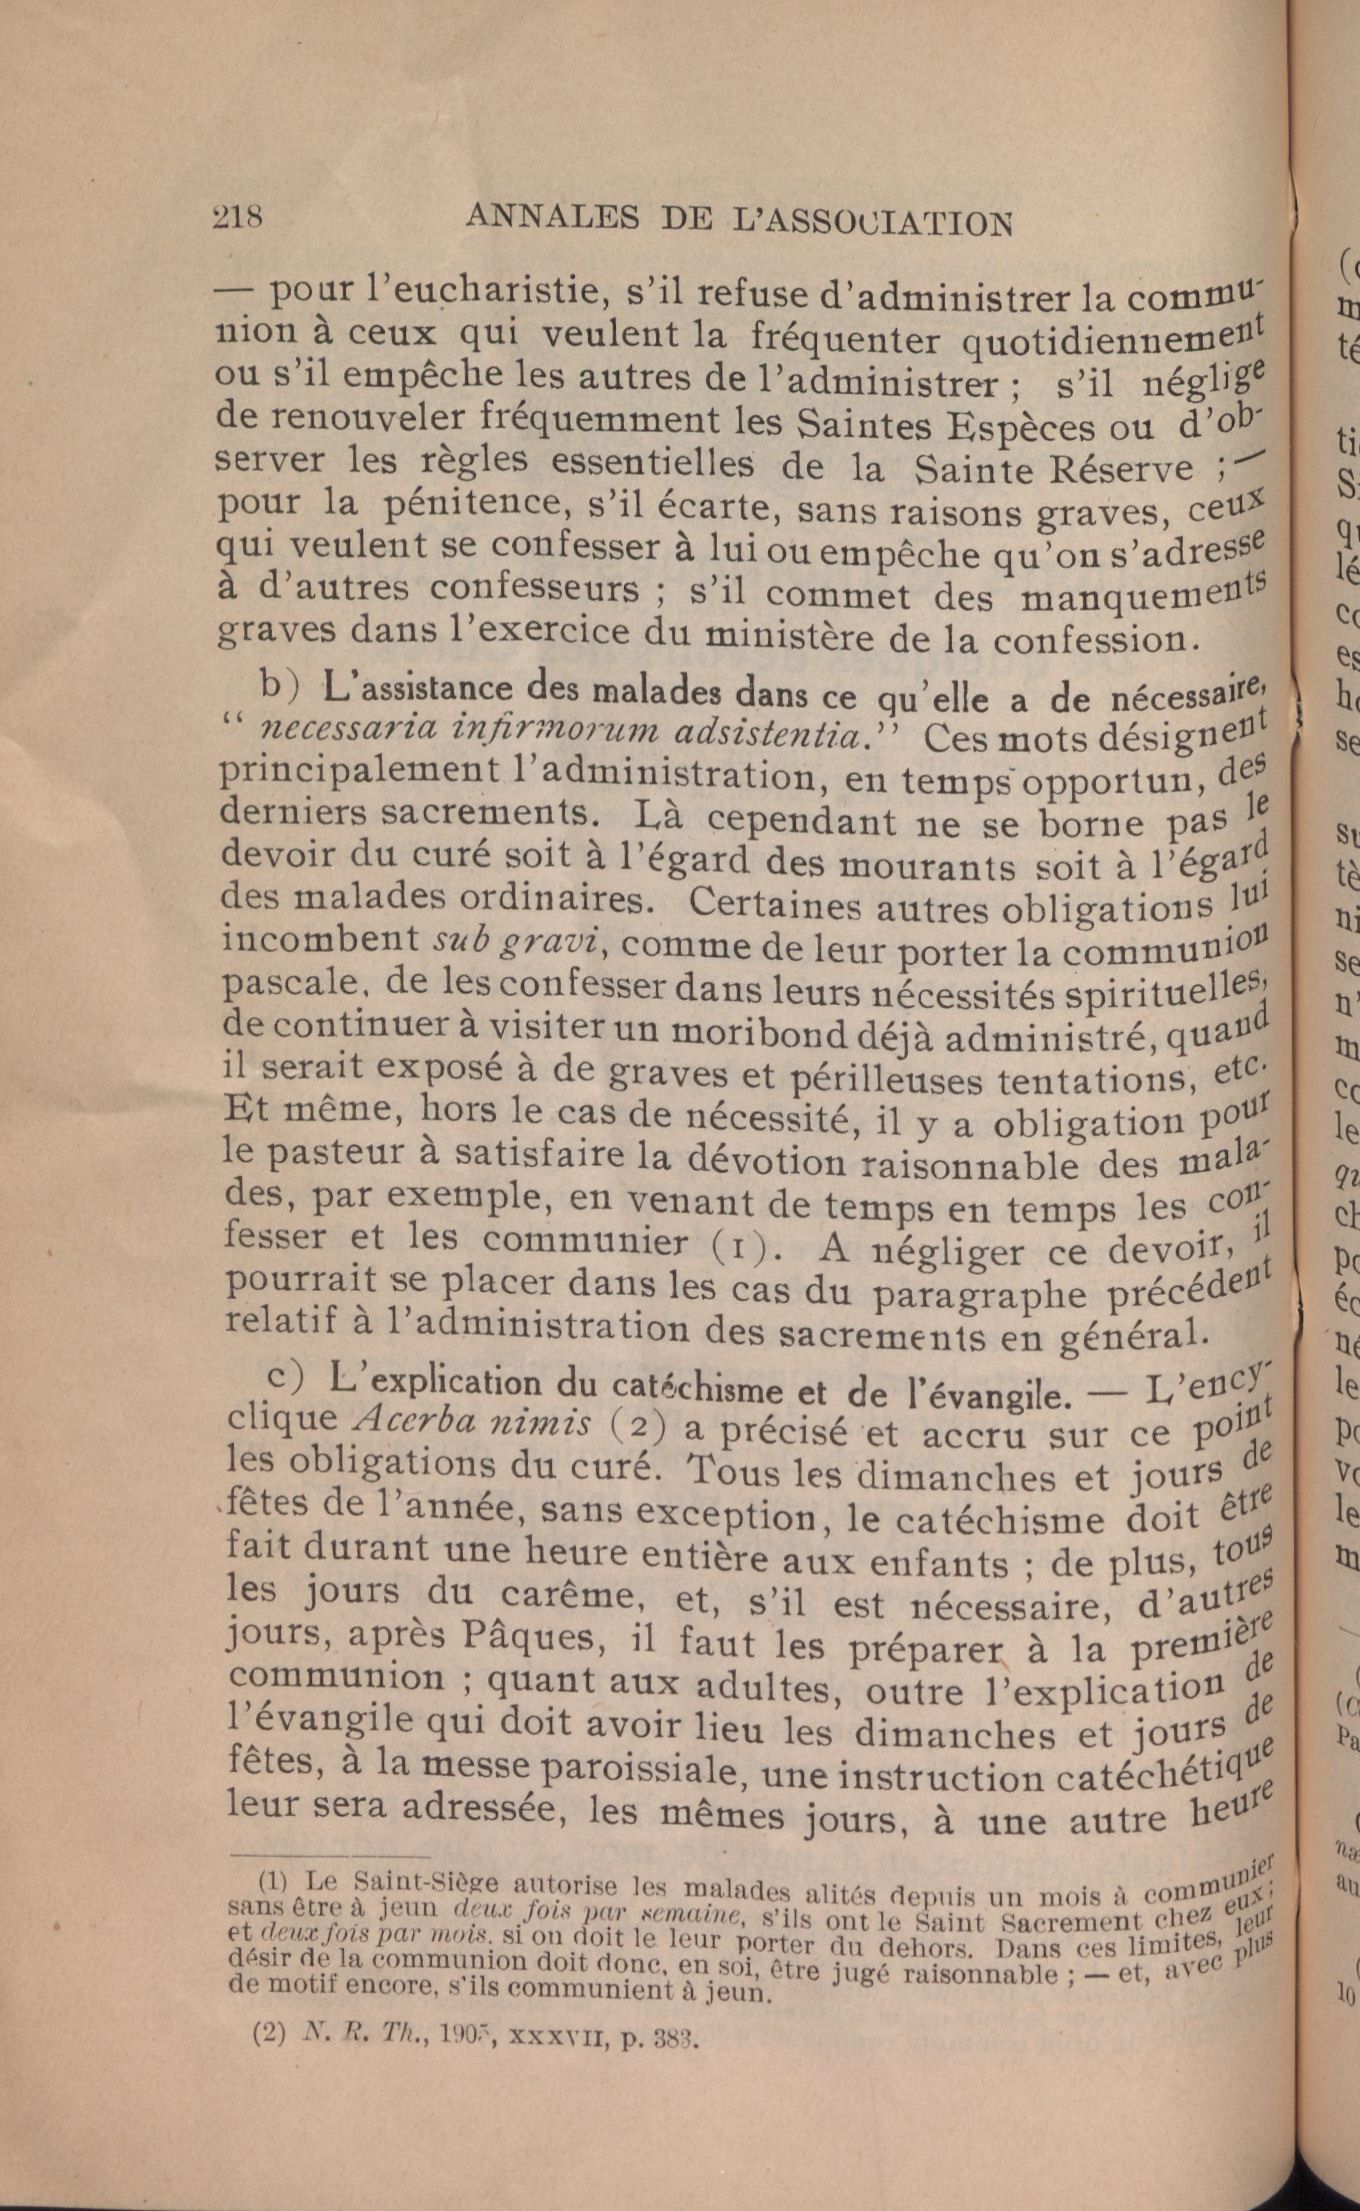 218 ANNALES DE L'ASSOCIATION
— pour l'eucharistie, s'il refuse d'administrer la commu-
nion à ceux qui veulent la fréquenter quotidiennement
ou s'il empêche les autres de l'administrer ; s'il néglige
de renouveler fréquemment les Saintes Espèces ou d'ob-
server les règles essentielles de la Sainte Réserve ; —
pour la pénitence, s'il écarte, sans raisons graves, ceux
qui veulent se confesser à lui ou empêche qu'on s'adresse
à d'autres confesseurs ; s'il commet des manquements
graves dans l'exercice du ministère de la confession.
b) L'assistance des malades dans ce qu'elle a de nécessaire,
“ necessaria infirmorum adsistentia.’’ Ces mots désignent
principalement l'administration, en temps opportun, des
derniers sacrements. Là cependant ne se borne pas le
devoir du curé soit à l'égard des mourants soit à l'égard
des malades ordinaires. Certaines autres obligations lui
incombent sub gravi, comme de leur porter la communion
pascale, de les confesser dans leurs nécessités spirituelles,
de continuer à visiter un moribond déjà administré, quand
il serait exposé à de graves et périlleuses tentations, etc.
Et même, hors le cas de nécessité, il y a obligation pour
le pasteur à satisfaire la dévotion raisonnable des mala-
des, par exemple, en venant de temps en temps les con-
fesser et les communier (1). A négliger ce devoir, il
pourrait se placer dans les cas du paragraphe précédent
relatif à l'administration des sacrements en général.
c) L'explication du catéchisme et de l'évangile. — L'ency-
clique Acerba nimis (2) a précisé et accru sur ce point
les obligations du curé. Tous les dimanches et jours de
fêtes de l'année, sans exception, le catéchisme doit être
fait durant une heure entière aux enfants ; de plus, tous
les jours du carême, et, s'il est nécessaire, d'autres
jours, après Pâques, il faut les préparer à la première
communion ; quant aux adultes, outre l'explication de
l'évangile qui doit avoir lieu les dimanches et jours de
fêtes, à la messe paroissiale, une instruction catéchétique
leur sera adressée, les mêmes jours, à une autre heure
(1) Le Saint-Siège autorise les malades alités depuis un mois à communier
sans être à jeun deux fois par semaine, s'ils ont le Saint Sacrement chez eux ;
et deux fois par mois, si on doit le leur porter du dehors. Dans ces limites, leur
désir de la communion doit donc, en soi, être jugé raisonnable ; — et, avec plus
de motif encore, s'ils communient à jeun.
(2) N. R. Th., 1905, XXXVII, p. 383.